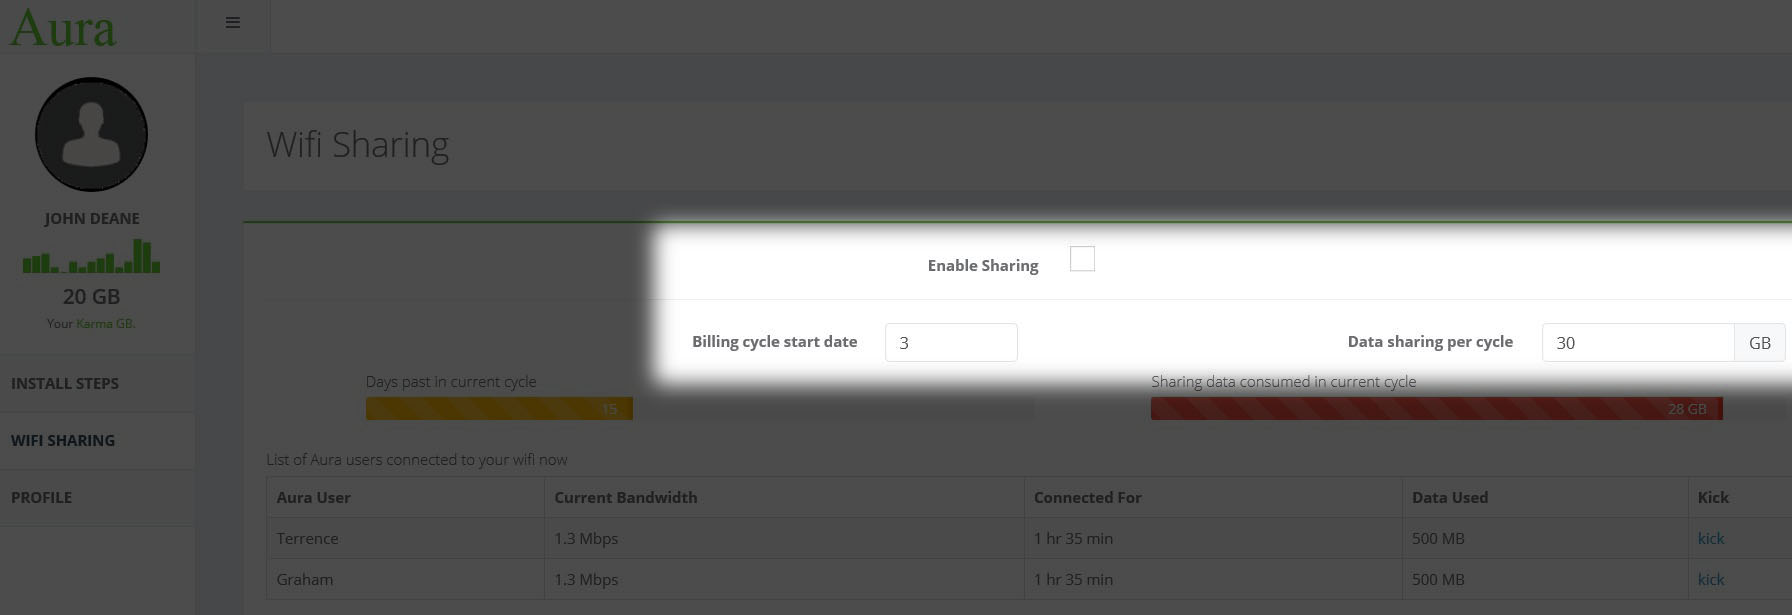 Aura
Wifi Sharing
JOHN DEANE
20 GB
Your Karma GB.
INSTALL STEPS
WIFI SHARING
PROFILE
Enable Sharing
Billing cycle start date 3 Data sharing per cycle 30 GB
Days past in current cycle Sharing data consumed in current cycle
15 28 GB
List of Aura users connected to your wifi now
Aura User Current Bandwidth Connected For Data Used Kick
Terrence 1.3 Mbps 1 hr 35 min 500 MB kick
Graham 1.3 Mbps 1 hr 35 min 500 MB kick